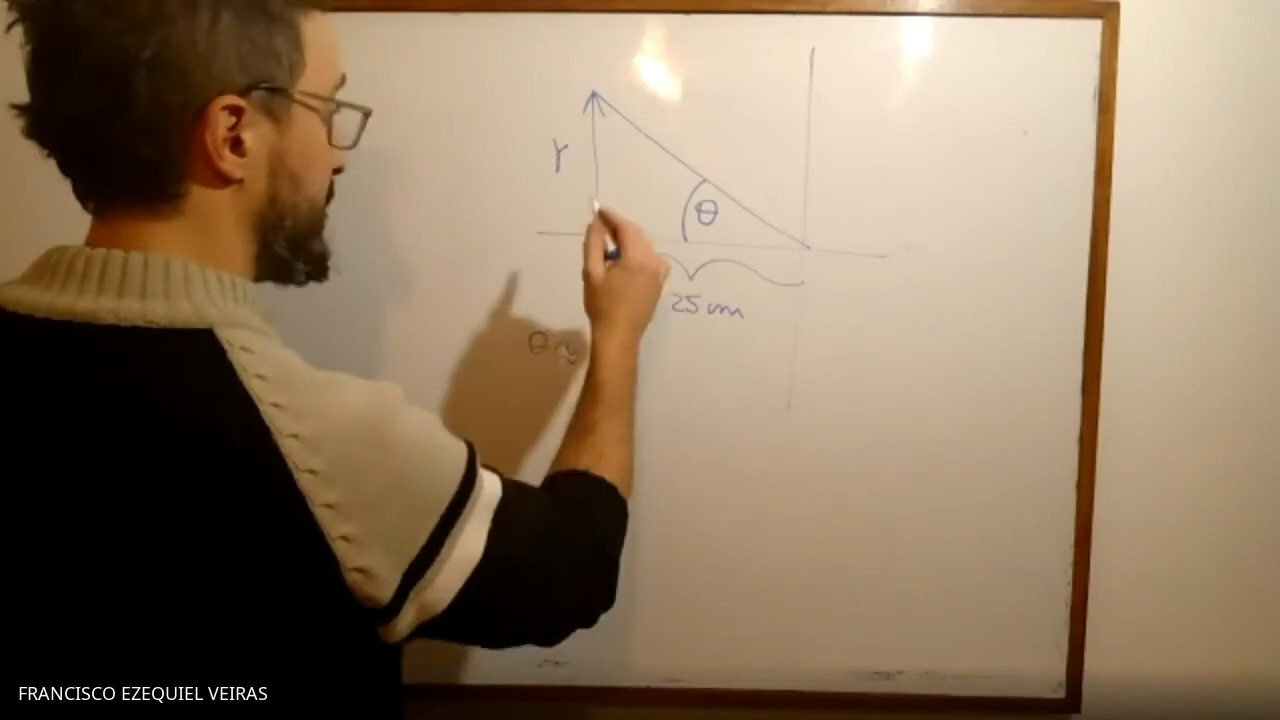 Y
θ
25 cm
θ ≈
FRANCISCO EZEQUIEL VEIRAS